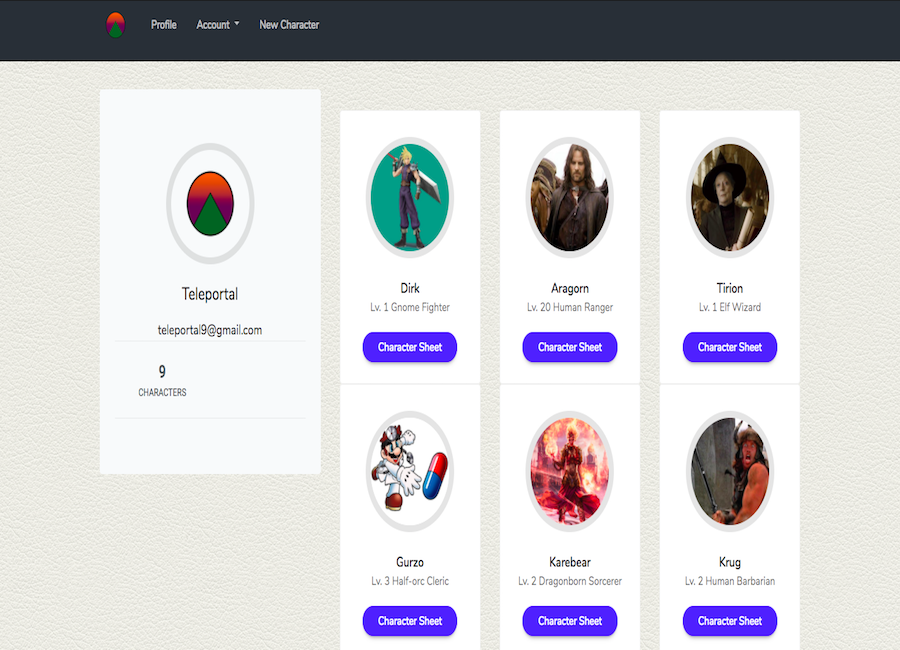 Profile
Account
New Character
Teleportal
teleportal9@gmail.com
9
CHARACTERS
Dirk
Lv. 1 Gnome Fighter
Character Sheet
Aragorn
Lv. 20 Human Ranger
Character Sheet
Tirion
Lv. 1 Elf Wizard
Character Sheet
Gurzo
Lv. 3 Half-orc Cleric
Character Sheet
Karebear
Lv. 2 Dragonborn Sorcerer
Character Sheet
Krug
Lv. 2 Human Barbarian
Character Sheet